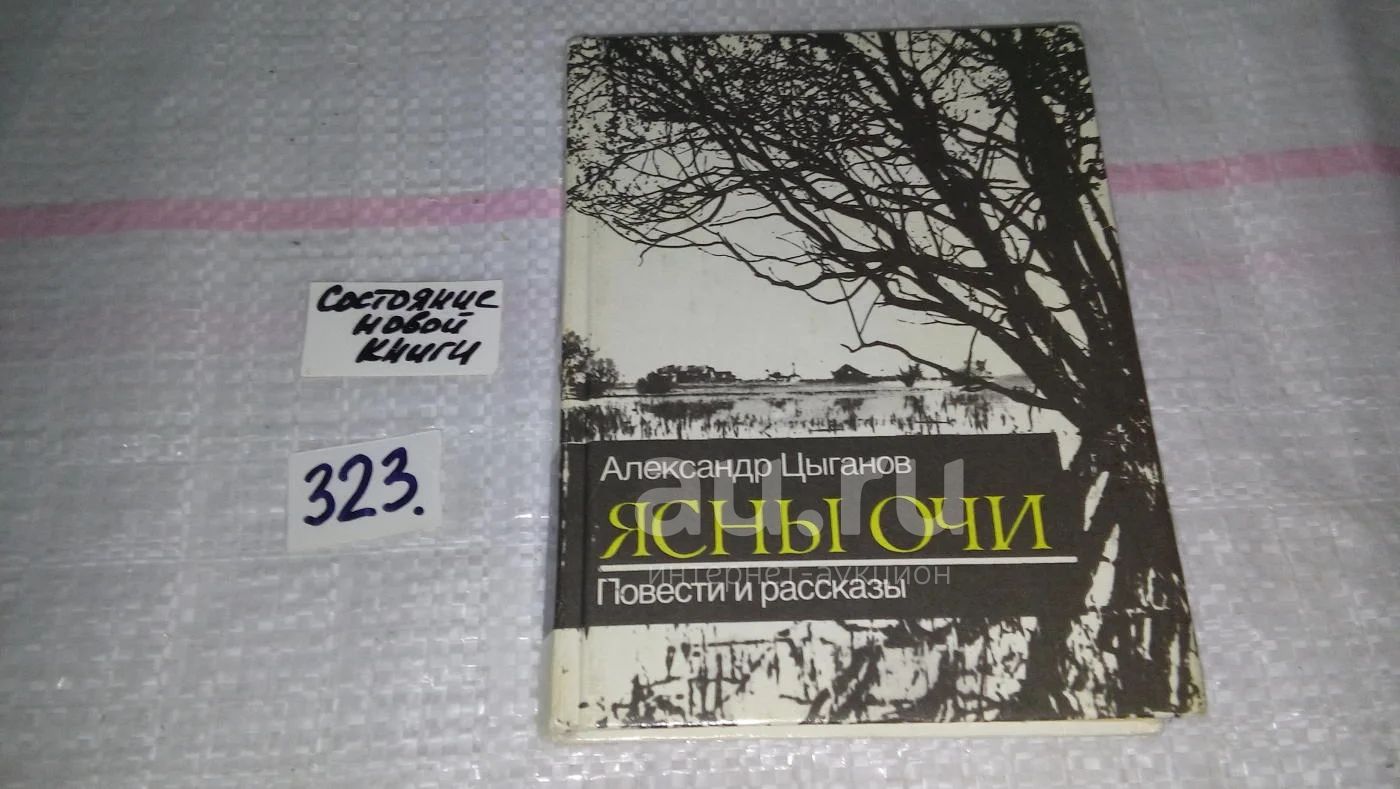 Состояние
новой
книги
323.
Александр Цыганов
ЯСНЫ ОЧИ
Повести и рассказы
au.ru
интернет-аукцион